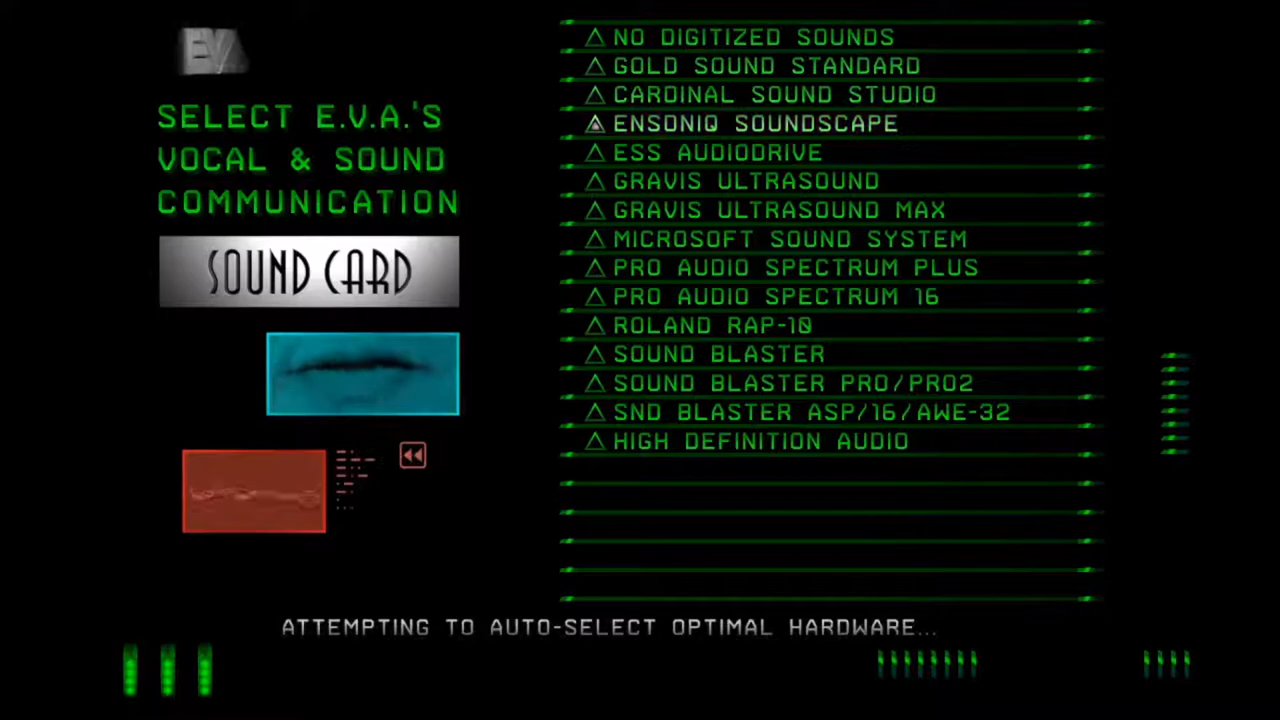 EVA
SELECT E.V.A.'S
VOCAL & SOUND
COMMUNICATION
SOUND CARD
NO DIGITIZED SOUNDS
GOLD SOUND STANDARD
CARDINAL SOUND STUDIO
ENSONIQ SOUNDSCAPE
ESS AUDIODRIVE
GRAVIS ULTRASOUND
GRAVIS ULTRASOUND MAX
MICROSOFT SOUND SYSTEM
PRO AUDIO SPECTRUM PLUS
PRO AUDIO SPECTRUM 16
ROLAND RAP-10
SOUND BLASTER
SOUND BLASTER PRO/PRO2
SND BLASTER ASP/16/AWE-32
HIGH DEFINITION AUDIO
ATTEMPTING TO AUTO-SELECT OPTIMAL HARDWARE...